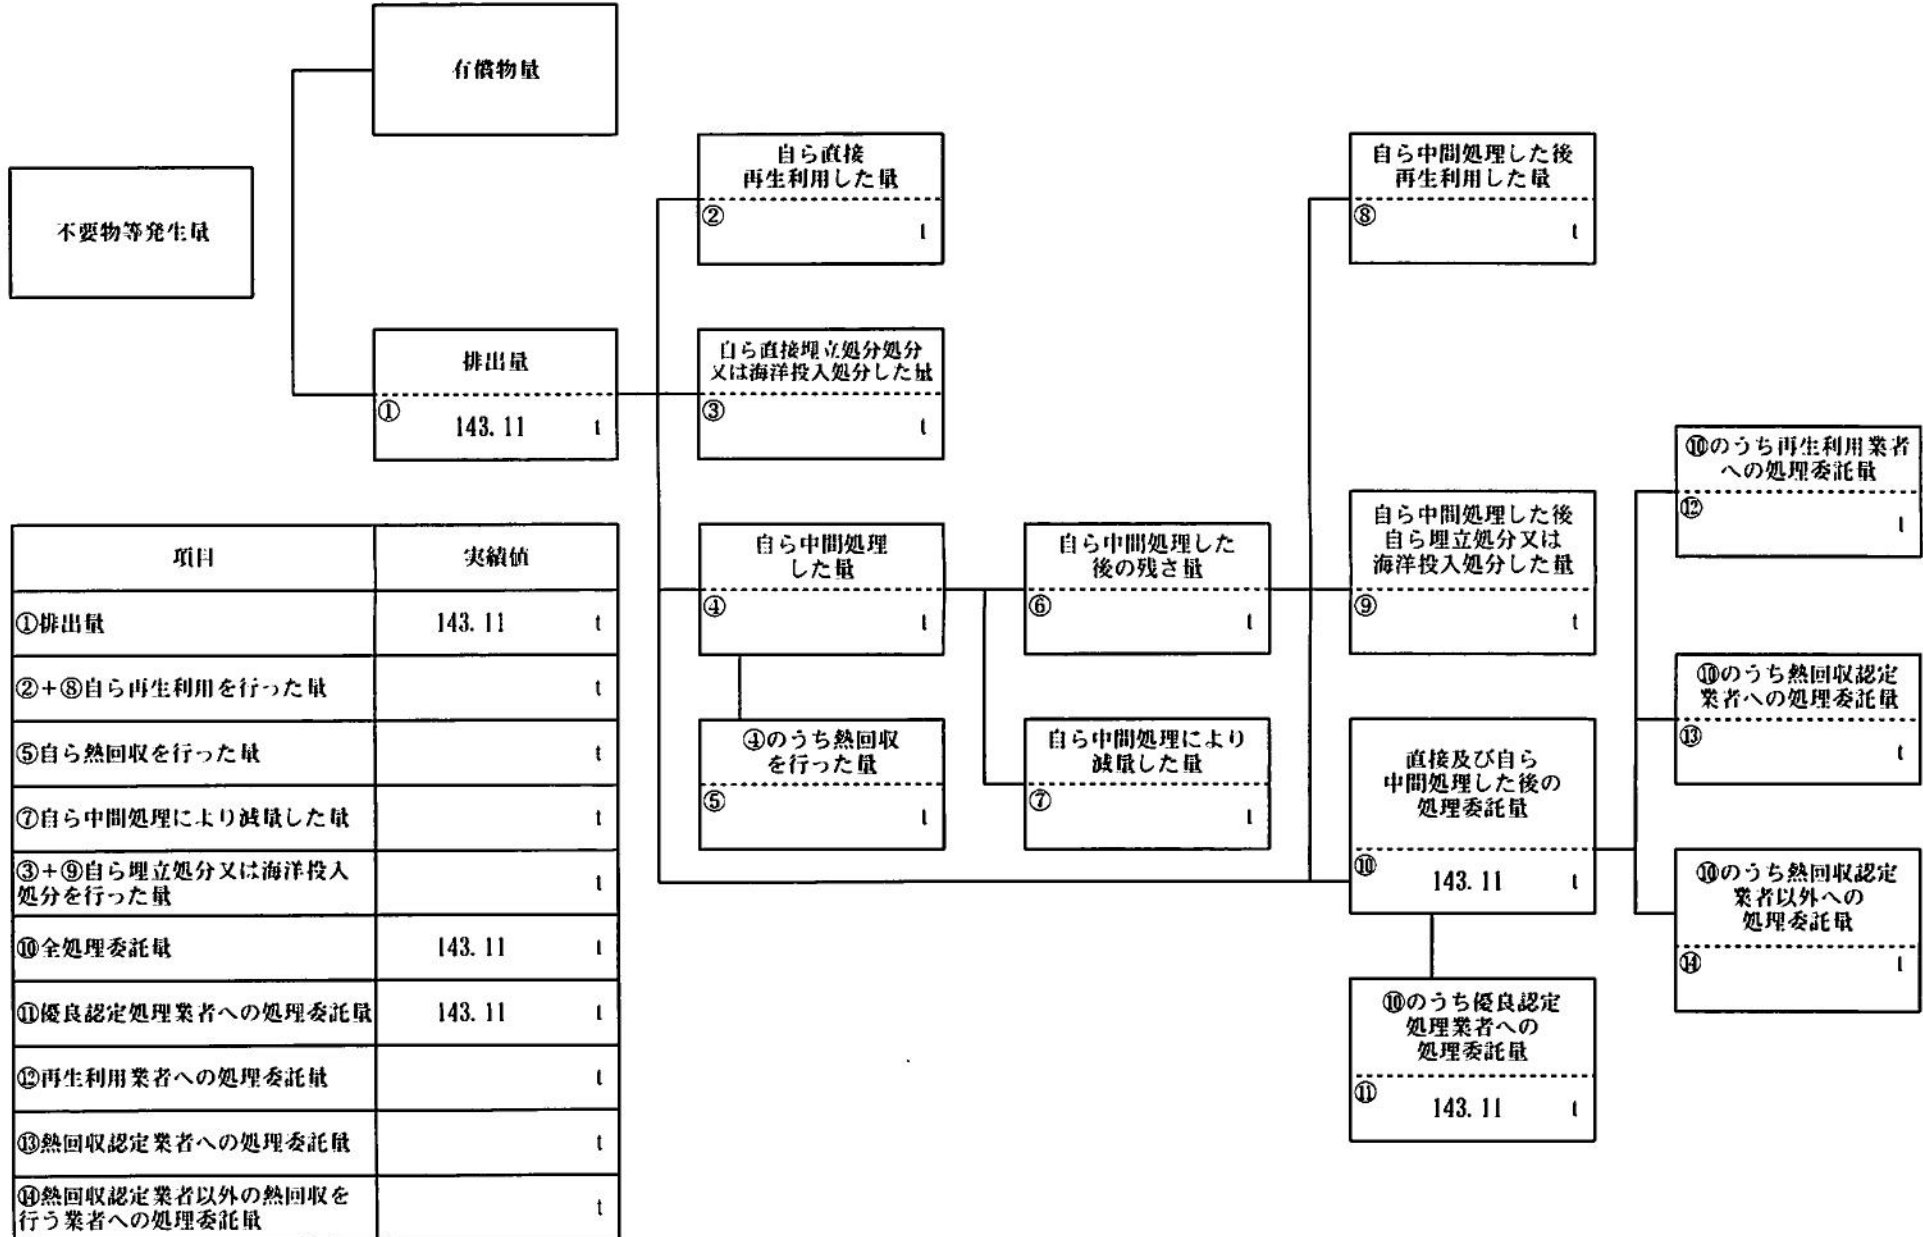 有償物量
不要物等発生量
排出量
①
143.11 t
自ら直接
再生利用した量
②
t
自ら直接埋立処分処分
又は海洋投入処分した量
③
t
自ら中間処理
した量
④
t
④のうち熱回収
を行った量
⑤
t
自ら中間処理した
後の残さ量
⑥
t
自ら中間処理により
減量した量
⑦
t
自ら中間処理した後
再生利用した量
⑧
t
自ら中間処理した後
自ら埋立処分又は
海洋投入処分した量
⑨
t
直接及び自ら
中間処理した後の
処理委託量
⑩
143.11 t
⑩のうち優良認定
処理業者への
処理委託量
⑪
143.11 t
⑩のうち再生利用業者
への処理委託量
⑫
t
⑩のうち熱回収認定
業者への処理委託量
⑬
t
⑩のうち熱回収認定
業者以外への
処理委託量
⑭
t
項目 実績値
①排出量 143.11 t
②+⑧自ら再生利用を行った量 t
⑤自ら熱回収を行った量 t
⑦自ら中間処理により減量した量 t
③+⑨自ら埋立処分又は海洋投入
処分を行った量 t
⑩全処理委託量 143.11 t
⑪優良認定処理業者への処理委託量 143.11 t
⑫再生利用業者への処理委託量 t
⑬熱回収認定業者への処理委託量 t
⑭熱回収認定業者以外の熱回収を
行う業者への処理委託量 t